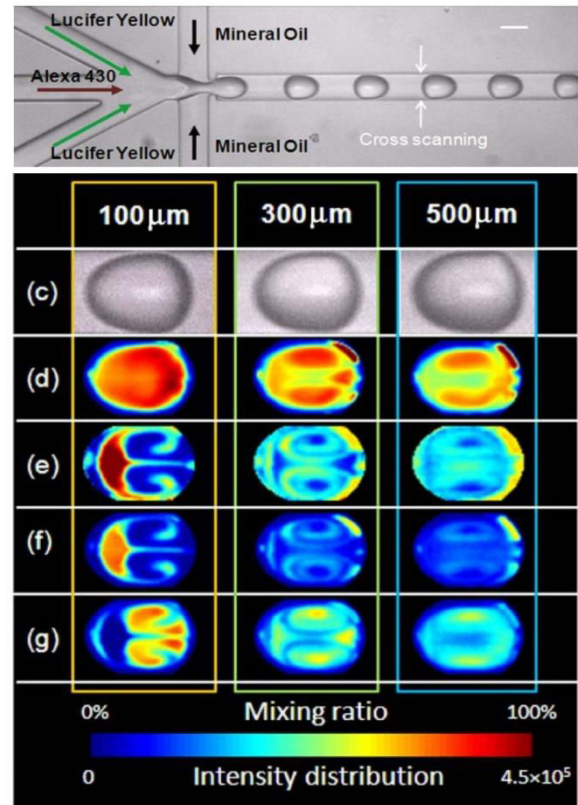 Lucifer Yellow
Mineral Oil
Alexa 430
Cross scanning
Lucifer Yellow
Mineral Oil
100μm 300μm 500μm
(c)
(d)
(e)
(f)
(g)
0% Mixing ratio 100%
0 Intensity distribution 4.5×10⁵